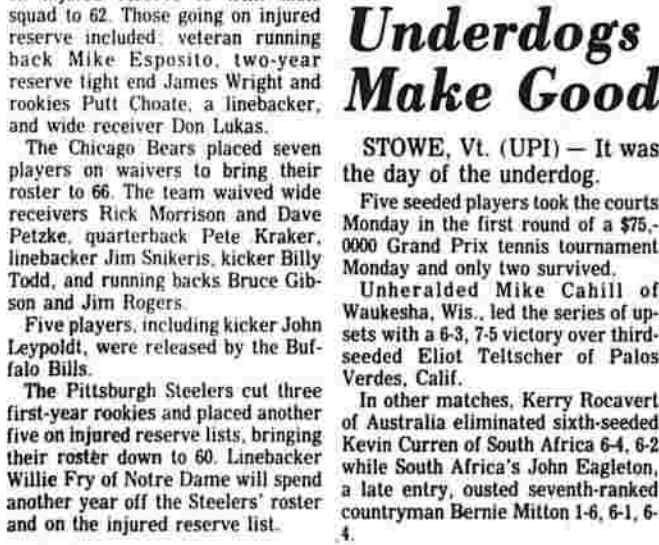 squad to 62. Those going on injured
reserve included: veteran running
back Mike Esposito, two-year
reserve tight end James Wright and
rookies Putt Choate, a linebacker,
and wide receiver Don Lukas.
The Chicago Bears placed seven
players on waivers to bring their
roster to 66. The team waived wide
receivers Rick Morrison and Dave
Petzke, quarterback Pete Kraker,
linebacker Jim Snikeris, kicker Billy
Todd, and running backs Bruce Gib-
son and Jim Rogers.
Five players, including kicker John
Leypoldt, were released by the Buf-
falo Bills.
The Pittsburgh Steelers cut three
first-year rookies and placed another
five on injured reserve lists, bringing
their roster down to 60. Linebacker
Willie Fry of Notre Dame will spend
another year off the Steelers' roster
and on the injured reserve list.
Underdogs
Make Good
STOWE, Vt. (UPI) — It was
the day of the underdog.
Five seeded players took the courts
Monday in the first round of a $75,-
0000 Grand Prix tennis tournament
Monday and only two survived.
Unheralded Mike Cahill of
Waukesha, Wis., led the series of up-
sets with a 6-3, 7-5 victory over third-
seeded Eliot Teltscher of Palos
Verdes, Calif.
In other matches, Kerry Rocavert
of Australia eliminated sixth-seeded
Kevin Curren of South Africa 6-4, 6-2
while South Africa's John Eagleton,
a late entry, ousted seventh-ranked
countryman Bernie Mitton 1-6, 6-1, 6-
4.